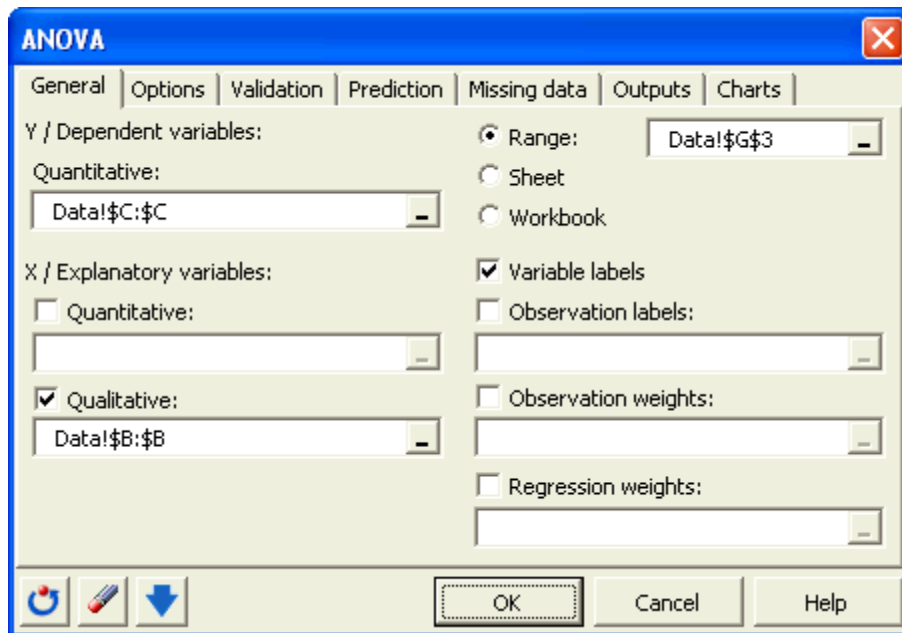 ANOVA
General Options Validation Prediction Missing data Outputs Charts
Y / Dependent variables:
Quantitative:
Data!$C:$C
X / Explanatory variables:
Quantitative:
Qualitative:
Data!$B:$B
Range: Data!$G$3
Sheet
Workbook
Variable labels
Observation labels:
Observation weights:
Regression weights:
OK Cancel Help